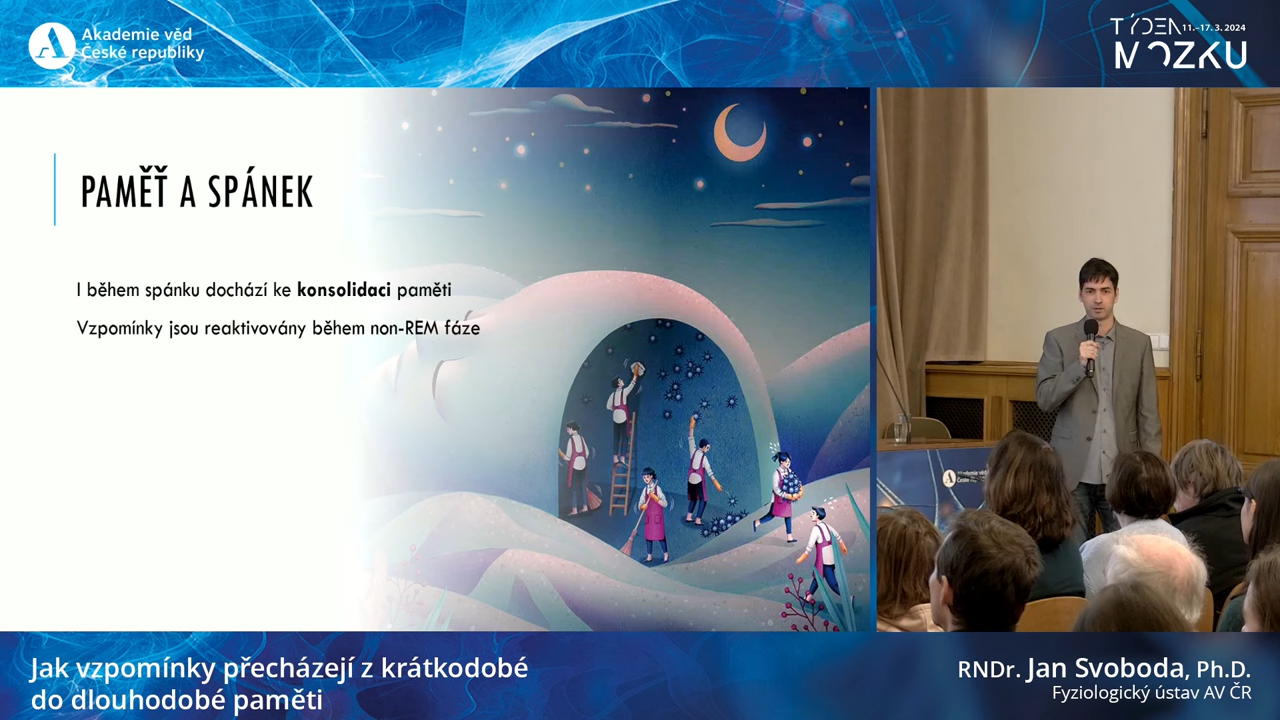 Akademie věd
České republiky
TÝDEN 11.–17. 3. 2024
MOZKU
PAMĚŤ A SPÁNEK
I během spánku dochází ke konsolidaci paměti
Vzpomínky jsou reaktivovány během non-REM fáze
Jak vzpomínky přecházejí z krátkodobé
do dlouhodobé paměti
RNDr. Jan Svoboda, Ph.D.
Fyziologický ústav AV ČR